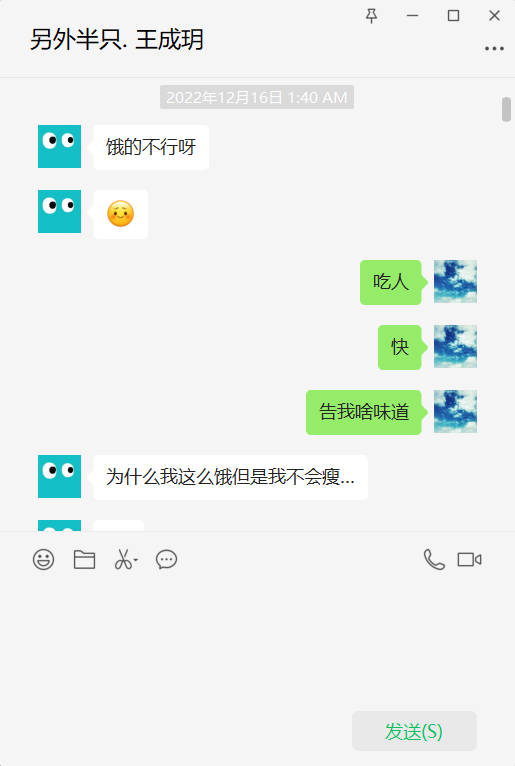 另外半只. 王成玥
2022年12月16日 1:40 AM
饿的不行呀
吃人
快
告我啥味道
为什么我这么饿但是我不会瘦...
发送(S)